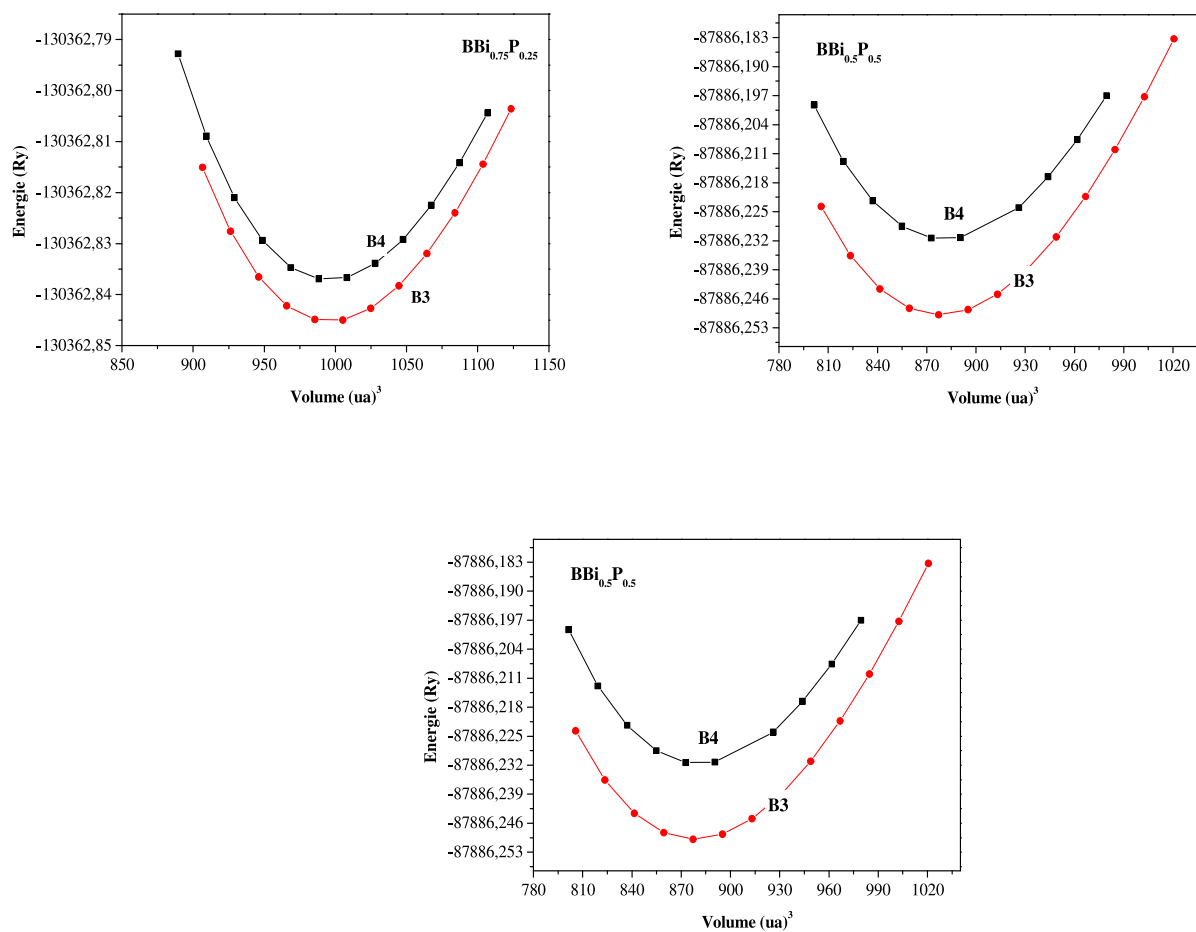 BBi0.75P0.25
-130362,79
-130362,80
-130362,81
-130362,82
-130362,83
-130362,84
-130362,85
Energie (Ry)
B4
B3
850 900 950 1000 1050 1100 1150
Volume (ua)3
BBi0.5P0.5
-87886,183
-87886,190
-87886,197
-87886,204
-87886,211
-87886,218
-87886,225
-87886,232
-87886,239
-87886,246
-87886,253
Energie (Ry)
B4
B3
780 810 840 870 900 930 960 990 1020
Volume (ua)3
BBi0.5P0.5
-87886,183
-87886,190
-87886,197
-87886,204
-87886,211
-87886,218
-87886,225
-87886,232
-87886,239
-87886,246
-87886,253
Energie (Ry)
B4
B3
780 810 840 870 900 930 960 990 1020
Volume (ua)3